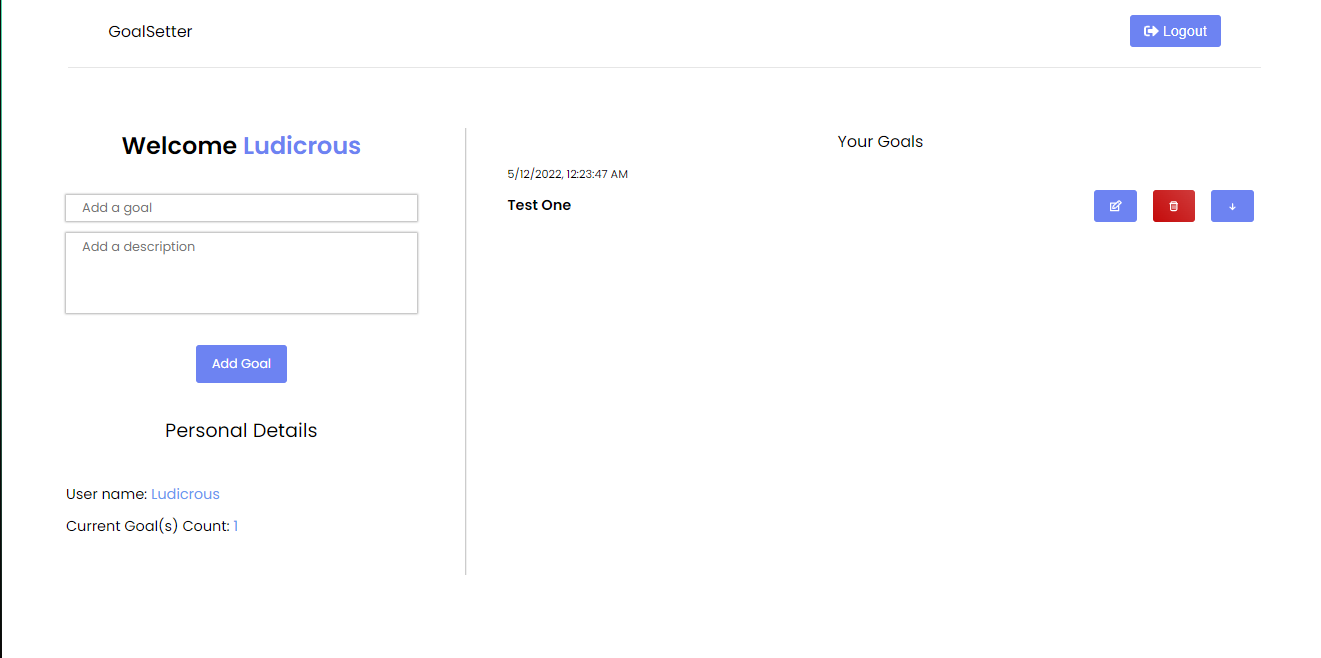 GoalSetter
Logout
Welcome Ludicrous
Add a goal
Add a description
Add Goal
Personal Details
User name: Ludicrous
Current Goal(s) Count: 1
Your Goals
5/12/2022, 12:23:47 AM
Test One